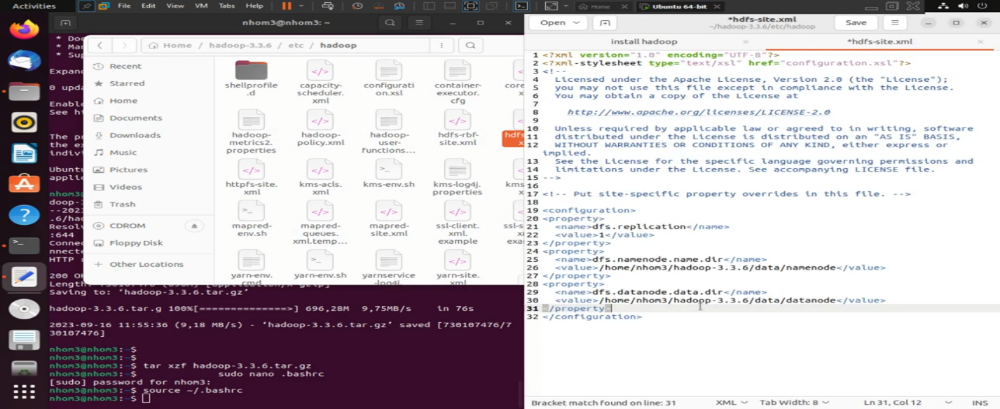 Activities
File Edit View VM Tabs Help
Home
Ubuntu 64-bit
nhom3@nhom3: ~
* Doc
* Man
* Sup
Expand
0 upda
Enable
See ht
The pr
the ex
indivi
Ubuntu
applic
nhom3@
doop-3
--2023
.6/had
Resolv
:644
Connec
nnecte
HTTP r
200 OK
Length: 730107476 (696M) [application/x-gzip]
Saving to: ‘hadoop-3.3.6.tar.gz’
hadoop-3.3.6.tar.g 100%[==============>] 696,28M 9,75MB/s in 76s
2023-09-16 11:55:36 (9,18 MB/s) - ‘hadoop-3.3.6.tar.gz’ saved [730107476/7
30107476]
nhom3@nhom3:~$
nhom3@nhom3:~$
nhom3@nhom3:~$ tar xzf hadoop-3.3.6.tar.gz
nhom3@nhom3:~$ sudo nano .bashrc
[sudo] password for nhom3:
nhom3@nhom3:~$ source ~/.bashrc
nhom3@nhom3:~$
Home / hadoop-3.3.6 / etc / hadoop
Recent
Starred
Home
Documents
Downloads
Music
Pictures
Videos
Trash
CDROM
Floppy Disk
+ Other Locations
shellprofile
.d
capacity-
scheduler.
xml
configurati
on.xsl
container-
executor.
cfg
core
hadoop-
metrics2.
properties
hadoop-
policy.xml
hadoop-
user-
functions...
hdfs-rbf-
site.xml
hdfs
httpfs-site.
xml
kms-acls.
xml
kms-env.sh
kms-log4j.
properties
kms
mapred-
env.sh
mapred-
queues.
xml.temp...
mapred-
site.xml
ssl-client.
xml.
example
ssl-s
xm
exam
yarn-env.
cmd
yarn-env.sh
yarnservice
-log4j.
yarn-site.
xml
Open
*hdfs-site.xml
~/hadoop-3.3.6/etc/hadoop
Save
install hadoop
*hdfs-site.xml
1 <?xml version="1.0" encoding="UTF-8"?>
2 <?xml-stylesheet type="text/xsl" href="configuration.xsl"?>
3 <!--
4 Licensed under the Apache License, Version 2.0 (the "License");
5 you may not use this file except in compliance with the License.
6 You may obtain a copy of the License at
7
8 http://www.apache.org/licenses/LICENSE-2.0
9
10 Unless required by applicable law or agreed to in writing, software
11 distributed under the License is distributed on an "AS IS" BASIS,
12 WITHOUT WARRANTIES OR CONDITIONS OF ANY KIND, either express or
implied.
13 See the License for the specific language governing permissions and
14 limitations under the License. See accompanying LICENSE file.
15 -->
16
17 <!-- Put site-specific property overrides in this file. -->
18
19 <configuration>
20 <property>
21 <name>dfs.replication</name>
22 <value>1</value>
23 </property>
24 <property>
25 <name>dfs.namenode.name.dir</name>
26 <value>/home/nhom3/hadoop-3.3.6/data/namenode</value>
27 </property>
28 <property>
29 <name>dfs.datanode.data.dir</name>
30 <value>/home/nhom3/hadoop-3.3.6/data/datanode</value>
31 </property>
32 </configuration>
Bracket match found on line: 31
XML
Tab Width: 8
Ln 31, Col 12
INS